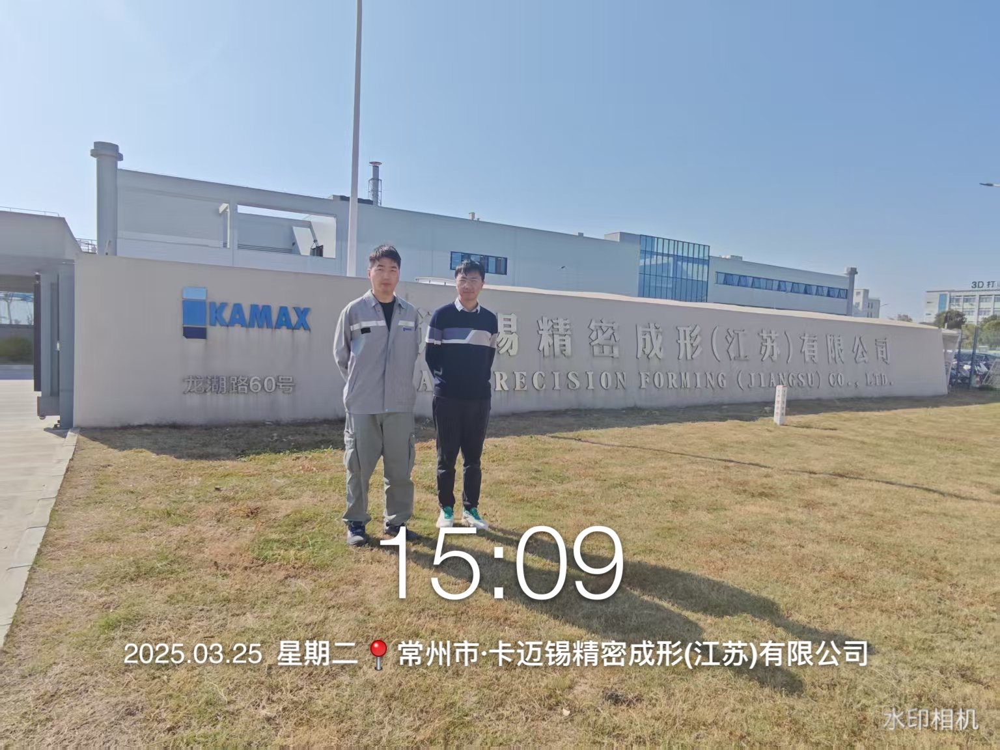 3D 打
KAMAX
锡精密成形(江苏)有限公司
龙湖路60号
RECISION FORMING (JIANGSU) CO., LTD.
15:09
2025.03.25 星期二 常州市·卡迈锡精密成形(江苏)有限公司
水印相机